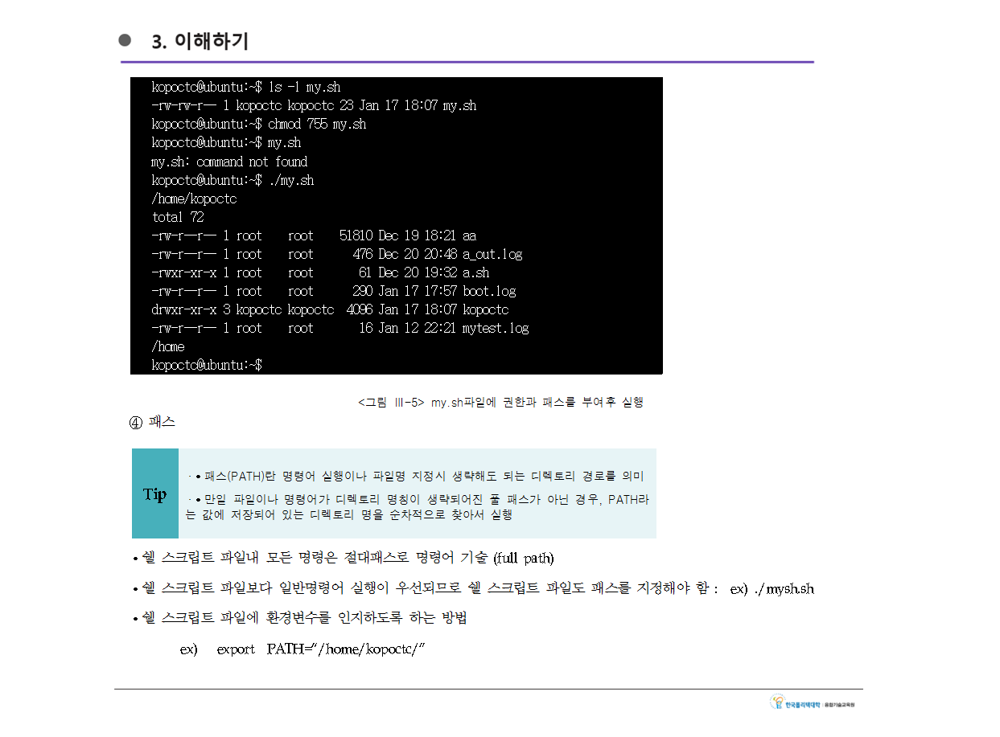 ● 3. 이해하기
kopoctc@ubuntu:~$ ls -l my.sh
-rw-rw-r-- 1 kopoctc kopoctc 23 Jan 17 18:07 my.sh
kopoctc@ubuntu:~$ chmod 755 my.sh
kopoctc@ubuntu:~$ my.sh
my.sh: command not found
kopoctc@ubuntu:~$ ./my.sh
/home/kopoctc
total 72
-rw-r--r-- 1 root root 51810 Dec 19 18:21 aa
-rw-r--r-- 1 root root 476 Dec 20 20:48 a_out.log
-rwxr-xr-x 1 root root 61 Dec 20 19:32 a.sh
-rw-r--r-- 1 root root 290 Jan 17 17:57 boot.log
drwxr-xr-x 3 kopoctc kopoctc 4096 Jan 17 18:07 kopoctc
-rw-r--r-- 1 root root 16 Jan 12 22:21 mytest.log
/home
kopoctc@ubuntu:~$
<그림 Ⅲ-5> my.sh파일에 권한과 패스를 부여후 실행
④ 패스
Tip
· • 패스(PATH)란 명령어 실행이나 파일명 지정시 생략해도 되는 디렉토리 경로를 의미
· • 만일 파일이나 명령어가 디렉토리 명칭이 생략되어진 풀 패스가 아닌 경우, PATH라
는 값에 저장되어 있는 디렉토리 명을 순차적으로 찾아서 실행
• 쉘 스크립트 파일내 모든 명령은 절대패스로 명령어 기술 (full path)
• 쉘 스크립트 파일보다 일반명령어 실행이 우선되므로 쉘 스크립트 파일도 패스를 지정해야 함 : ex) ./mysh.sh
• 쉘 스크립트 파일에 환경변수를 인지하도록 하는 방법
ex) export PATH="/home/kopoctc/"
한국폴리텍대학 | 융합기술교육원